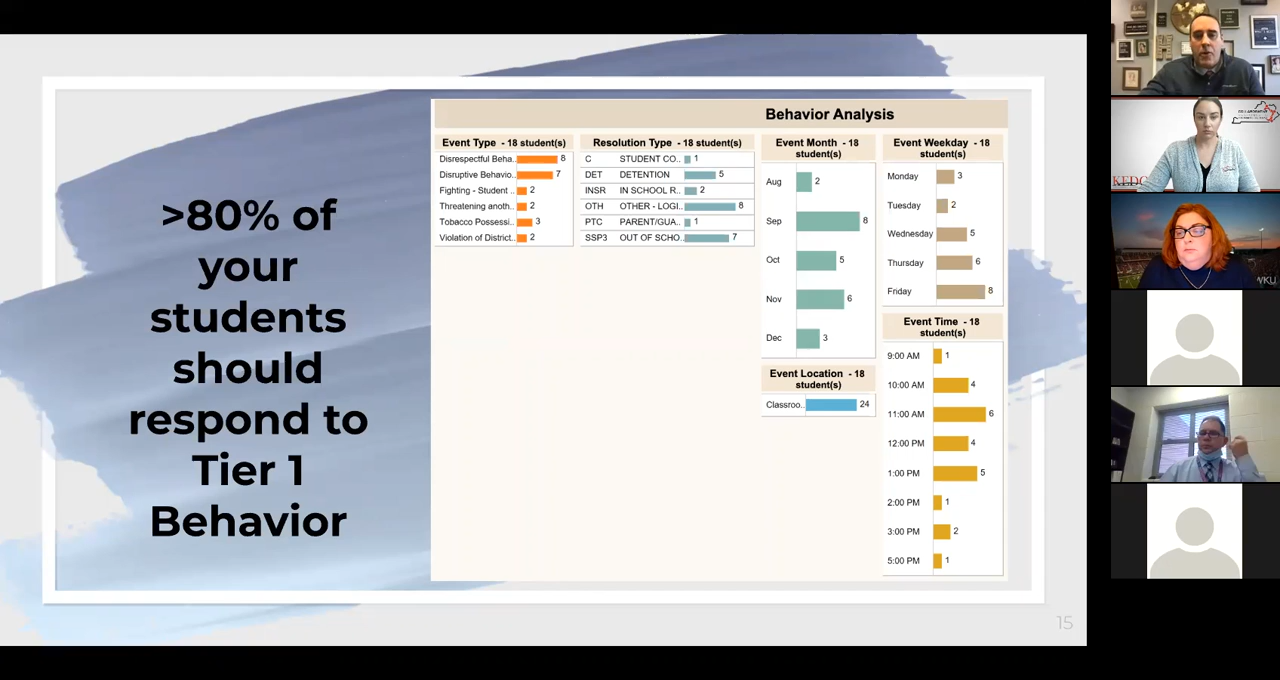 >80% of
your
students
should
respond to
Tier 1
Behavior
Behavior Analysis
Event Type - 18 student(s)
Disrespectful Beha.. 8
Disruptive Behavio.. 7
Fighting - Student .. 2
Threatening anoth.. 2
Tobacco Possessi.. 3
Violation of District.. 2
Resolution Type - 18 student(s)
C STUDENT CO.. 1
DET DETENTION 5
INSR IN SCHOOL R.. 2
OTH OTHER - LOGI.. 8
PTC PARENT/GUA.. 1
SSP3 OUT OF SCHO.. 7
Event Month - 18
student(s)
Aug 2
Sep 8
Oct 5
Nov 6
Dec 3
Event Location - 18
student(s)
Classroo.. 24
Event Weekday - 18
student(s)
Monday 3
Tuesday 2
Wednesday 5
Thursday 6
Friday 8
Event Time - 18
student(s)
9:00 AM 1
10:00 AM 4
11:00 AM 6
12:00 PM 4
1:00 PM 5
2:00 PM 1
3:00 PM 2
5:00 PM 1
15
WKU